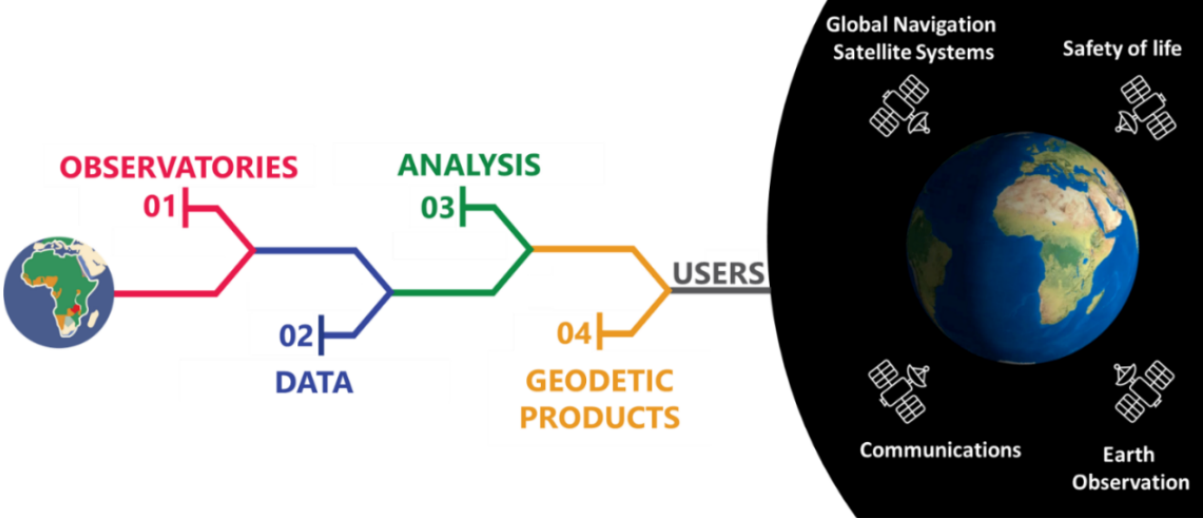 OBSERVATORIES
01
02
DATA
ANALYSIS
03
04
GEODETIC
PRODUCTS
USERS
Global Navigation
Satellite Systems
Safety of life
Communications
Earth
Observation